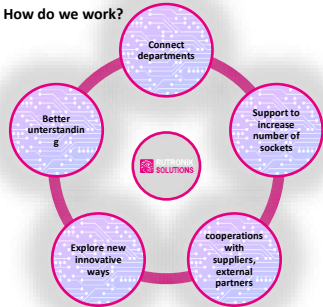 How do we work?
Connect
departments
Support to
increase
number of
sockets
cooperations
with
suppliers,
external
partners
Explore new
innovative
ways
Better
unterstandin
g
RUTRONIK
SOLUTIONS